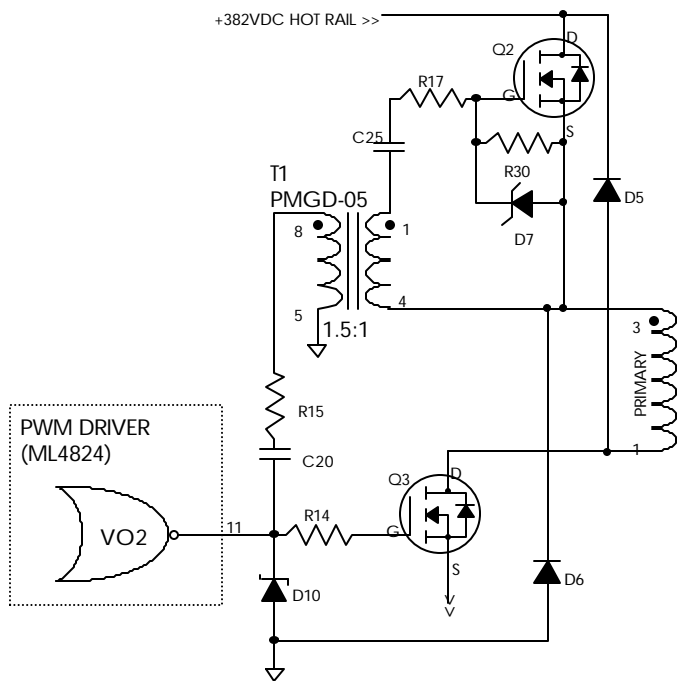 +382VDC HOT RAIL >>
D
Q2
R17
G
C25
S
T1
R30
PMGD-05
D5
8
1
D7
4
5
3
1.5:1
PRIMARY
R15
PWM DRIVER
(ML4824)
1
C20
Q3
D
R14
VO2
11
G
S
D6
D10